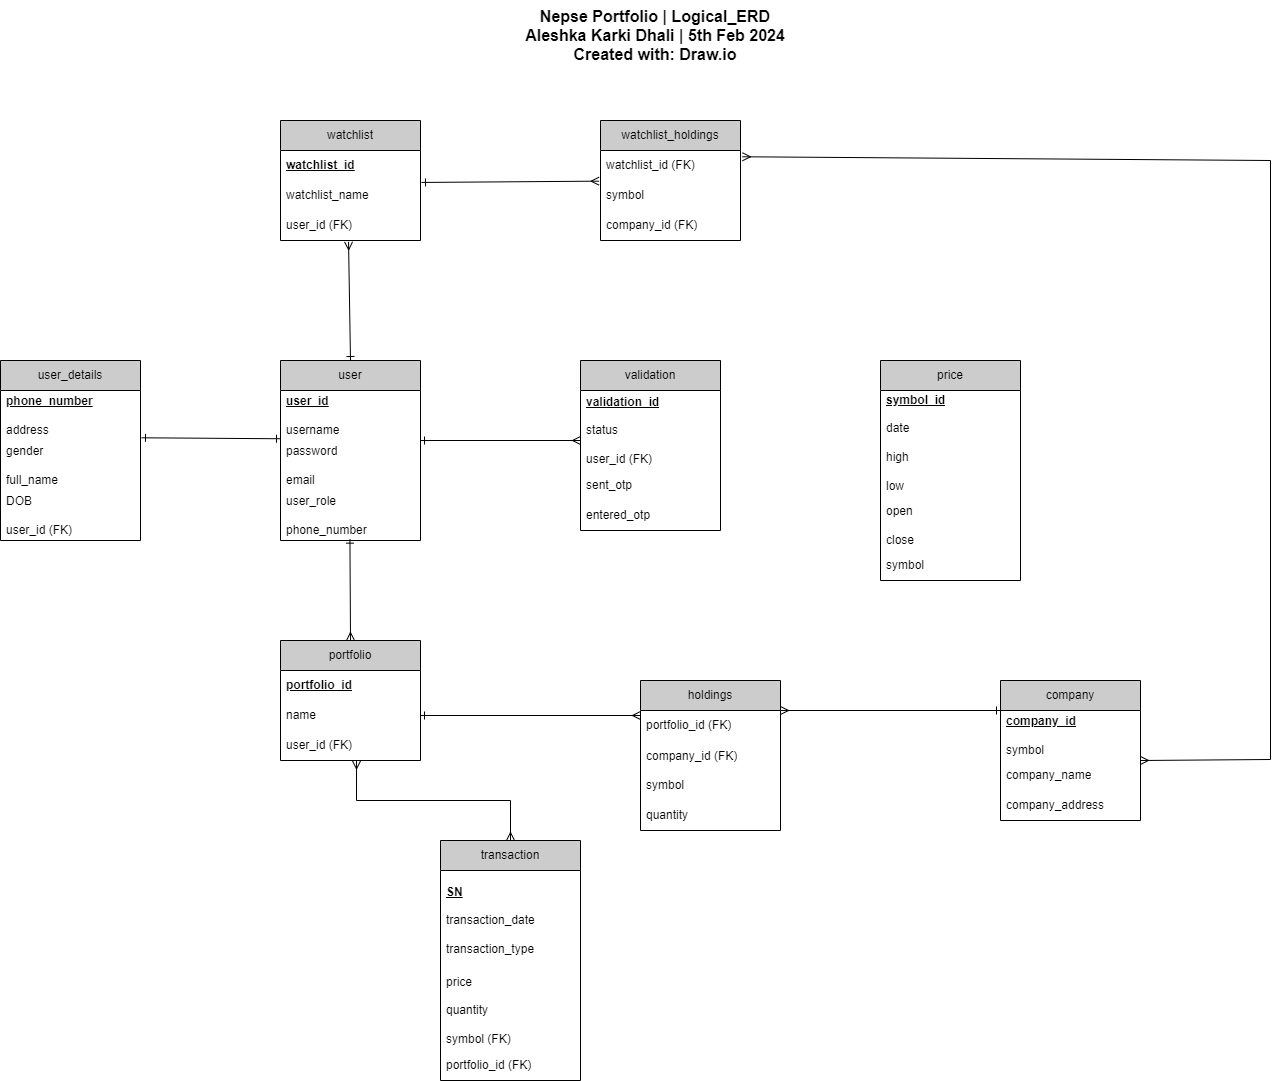 Nepse Portfolio | Logical_ERD
Aleshka Karki Dhali | 5th Feb 2024
Created with: Draw.io
watchlist
watchlist_id
watchlist_name
user_id (FK)
watchlist_holdings
watchlist_id (FK)
symbol
company_id (FK)
user_details
phone_number
address
gender
full_name
DOB
user_id (FK)
user
user_id
username
password
email
user_role
phone_number
validation
validation_id
status
user_id (FK)
sent_otp
entered_otp
price
symbol_id
date
high
low
open
close
symbol
portfolio
portfolio_id
name
user_id (FK)
holdings
portfolio_id (FK)
company_id (FK)
symbol
quantity
company
company_id
symbol
company_name
company_address
transaction
SN
transaction_date
transaction_type
price
quantity
symbol (FK)
portfolio_id (FK)